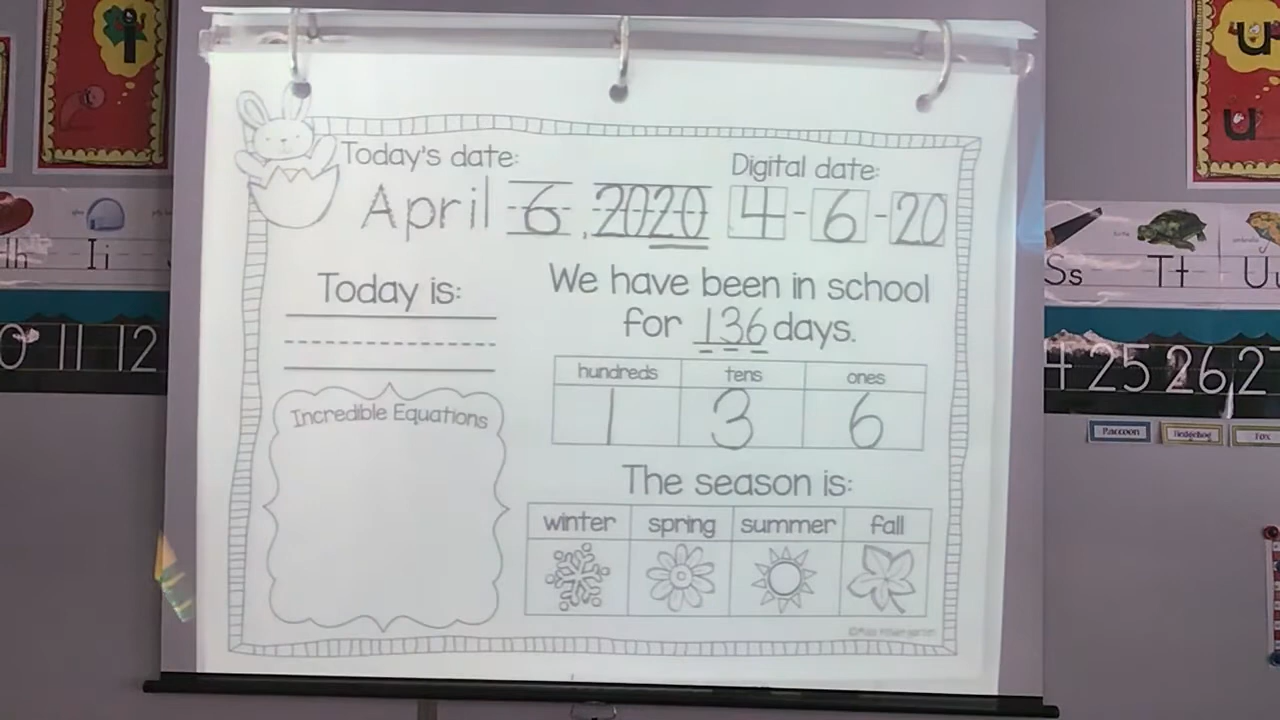 i
u
u
Today's date:
Digital date:
April 6, 2020
4-6-20
Today is:
We have been in school
for 136 days.
hundreds tens ones
1 3 6
Incredible Equations
The season is:
winter spring summer fall
Ii
Ss Tt Uu
11 12
25 26 27
Raccoon Hedgehog Fox